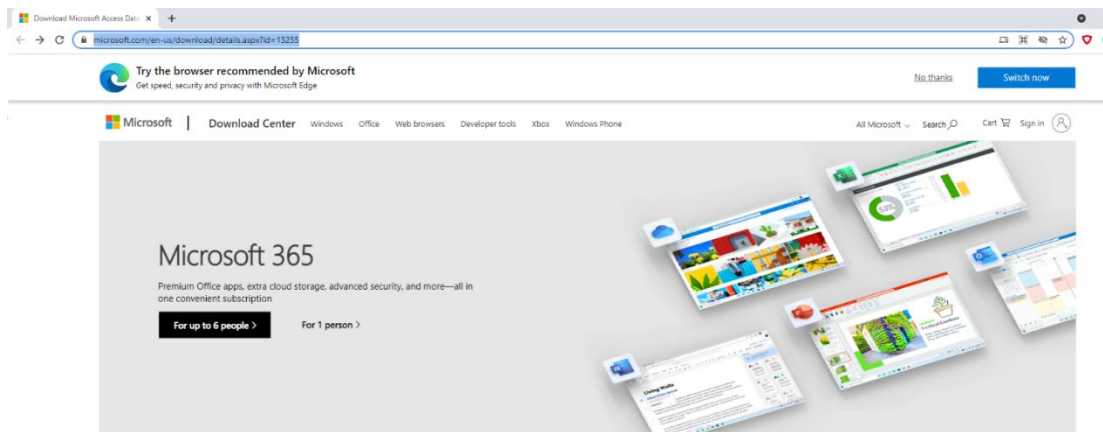 Download Microsoft Access Data
microsoft.com/en-us/download/details.aspx?id=13255
Try the browser recommended by Microsoft
Get speed, security and privacy with Microsoft Edge
No thanks
Switch now
Microsoft | Download Center Windows Office Web browsers Developer tools Xbox Windows Phone All Microsoft Search Cart Sign in
Microsoft 365
Premium Office apps, extra cloud storage, advanced security, and more—all in
one convenient subscription
For up to 6 people >
For 1 person >
Living Walls